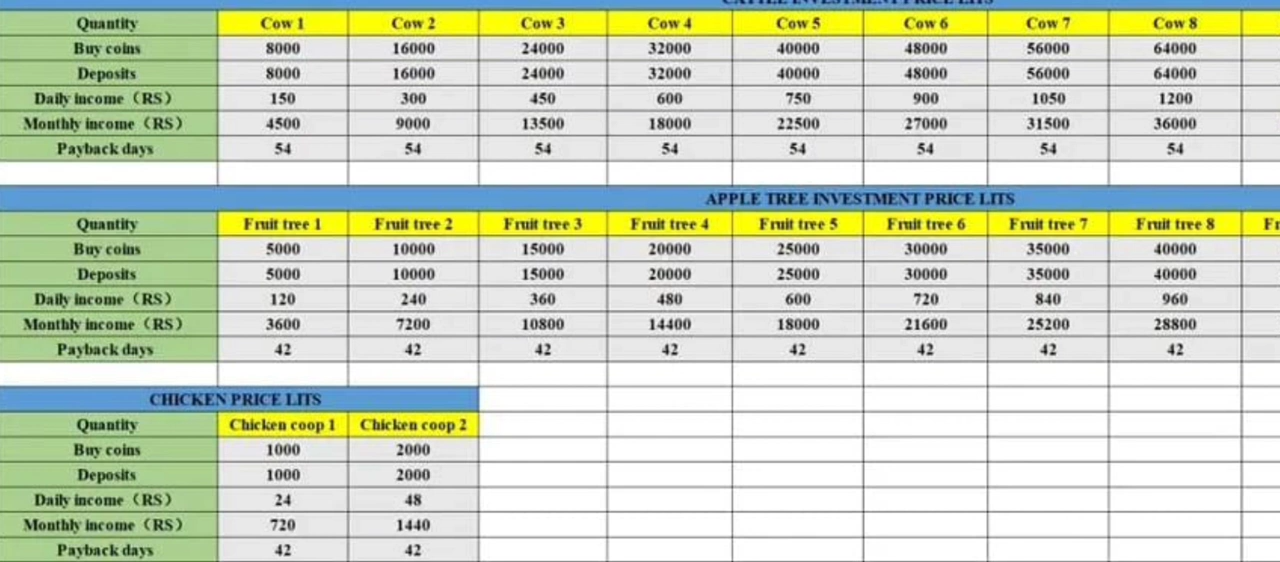 CATTLE INVESTMENT PRICE LITS
Quantity Cow 1 Cow 2 Cow 3 Cow 4 Cow 5 Cow 6 Cow 7 Cow 8
Buy coins 8000 16000 24000 32000 40000 48000 56000 64000
Deposits 8000 16000 24000 32000 40000 48000 56000 64000
Daily income（RS） 150 300 450 600 750 900 1050 1200
Monthly income（RS） 4500 9000 13500 18000 22500 27000 31500 36000
Payback days 54 54 54 54 54 54 54 54
APPLE TREE INVESTMENT PRICE LITS
Quantity Fruit tree 1 Fruit tree 2 Fruit tree 3 Fruit tree 4 Fruit tree 5 Fruit tree 6 Fruit tree 7 Fruit tree 8
Buy coins 5000 10000 15000 20000 25000 30000 35000 40000
Deposits 5000 10000 15000 20000 25000 30000 35000 40000
Daily income（RS） 120 240 360 480 600 720 840 960
Monthly income（RS） 3600 7200 10800 14400 18000 21600 25200 28800
Payback days 42 42 42 42 42 42 42 42
CHICKEN PRICE LITS
Quantity Chicken coop 1 Chicken coop 2
Buy coins 1000 2000
Deposits 1000 2000
Daily income（RS） 24 48
Monthly income（RS） 720 1440
Payback days 42 42